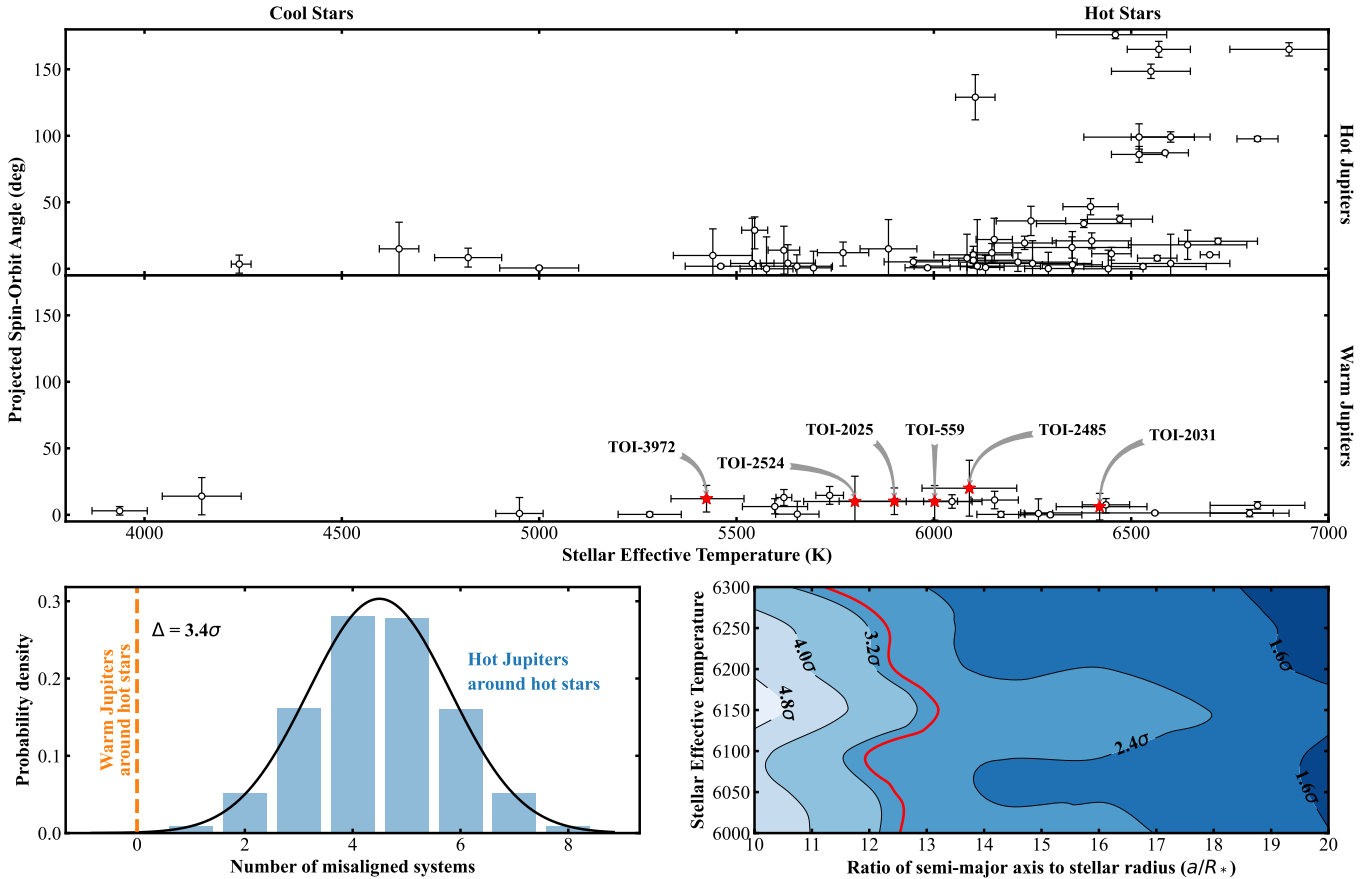 Cool Stars Hot Stars
150
100
50
0
Hot Jupiters
Projected Spin-Orbit Angle (deg)
150
100
50
0
Warm Jupiters
TOI-3972
TOI-2524
TOI-2025
TOI-559
TOI-2485
TOI-2031
4000 4500 5000 5500 6000 6500 7000
Stellar Effective Temperature (K)
Probability density
0.3
0.2
0.1
0.0
Δ = 3.4σ
Warm Jupiters
around hot stars
Hot Jupiters
around hot stars
0 2 4 6 8
Number of misaligned systems
Stellar Effective Temperature
6300
6250
6200
6150
6100
6050
6000
4.0σ
4.8σ
3.2σ
2.4σ
1.6σ
1.6σ
10 11 12 13 14 15 16 17 18 19 20
Ratio of semi-major axis to stellar radius (a/R*)